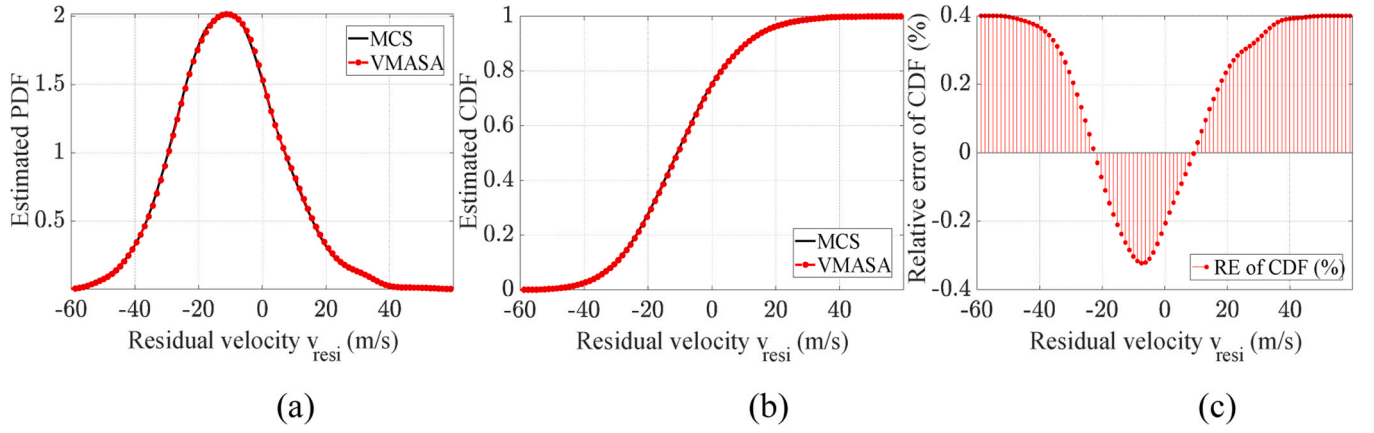 2
1.5
1
0.5
-60 -40 -20 0 20 40
Estimated PDF
Residual velocity v_resi (m/s)
MCS
VMASA
(a)
1
0.8
0.6
0.4
0.2
0
-60 -40 -20 0 20 40
Estimated CDF
Residual velocity v_resi (m/s)
MCS
VMASA
(b)
0.4
0.2
0
-0.2
-0.4
-60 -40 -20 0 20 40
Relative error of CDF (%)
Residual velocity v_resi (m/s)
RE of CDF (%)
(c)